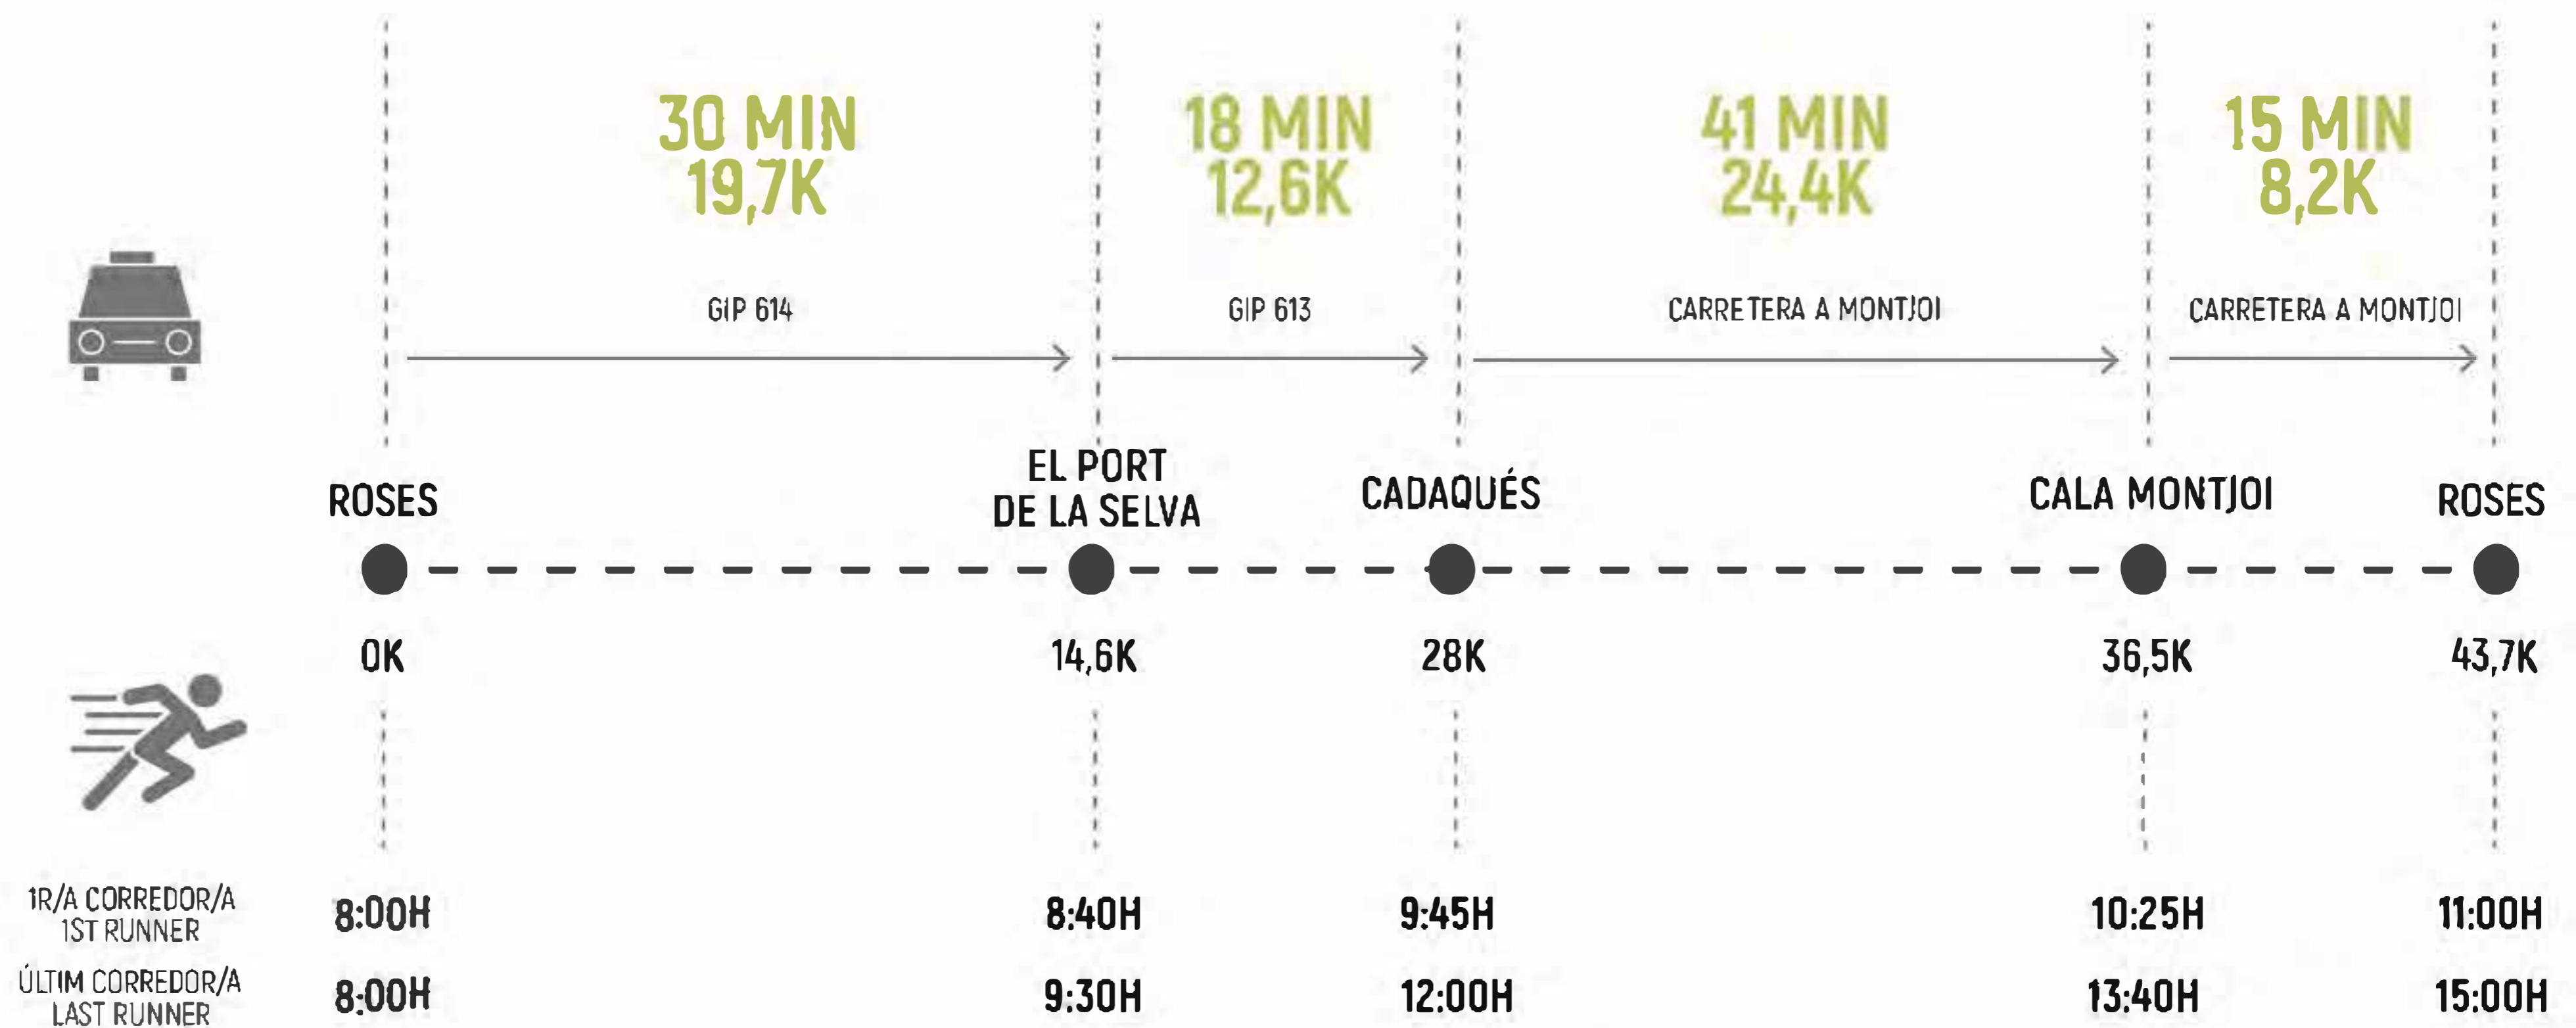 30 MIN
19,7K
18 MIN
12,6K
41 MIN
24,4K
15 MIN
8,2K
GIP 614
GIP 613
CARRETERA A MONTJOI
CARRETERA A MONTJOI
ROSES
EL PORT
DE LA SELVA
CADAQUÉS
CALA MONTJOI
ROSES
0K
14,6K
28K
36,5K
43,7K
1R/A CORREDOR/A
1ST RUNNER
8:00H
8:40H
9:45H
10:25H
11:00H
ÚLTIM CORREDOR/A
LAST RUNNER
8:00H
9:30H
12:00H
13:40H
15:00H